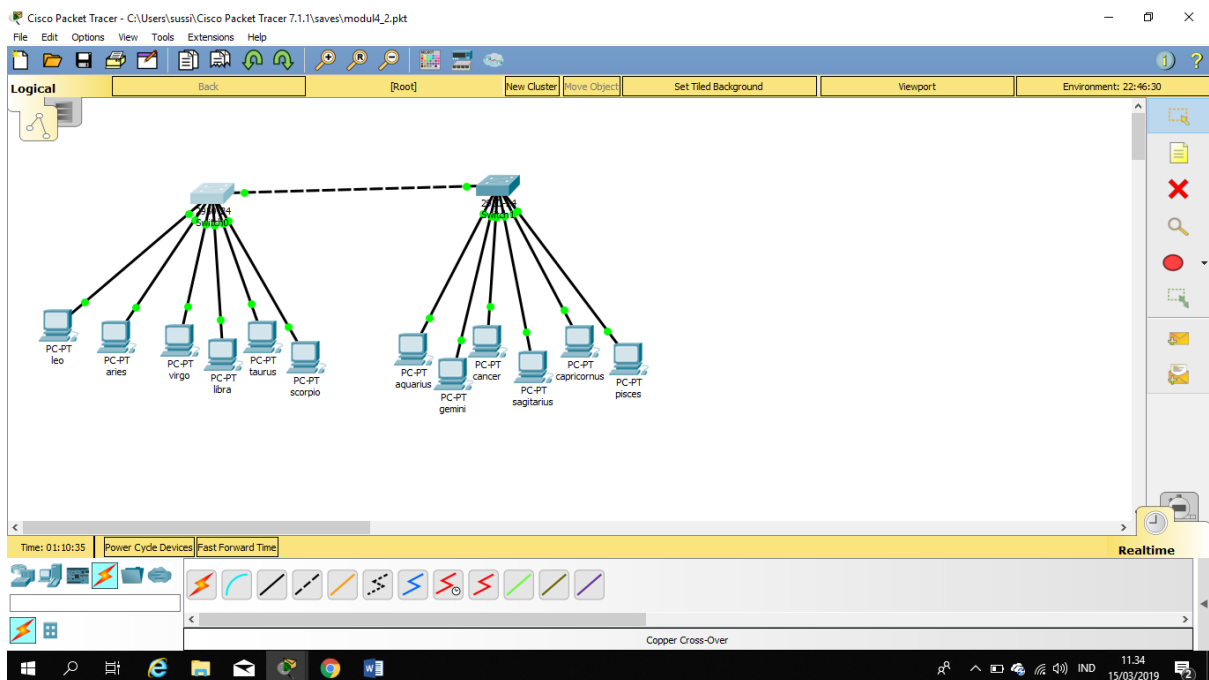 Cisco Packet Tracer - C:\Users\sussi\Cisco Packet Tracer 7.1.1\saves\modul4_2.pkt
File Edit Options View Tools Extensions Help
Logical Back [Root] New Cluster Move Object Set Tiled Background Viewport Environment: 22:46:30
Switch0
Switch1
PC-PT
leo
PC-PT
aries
PC-PT
virgo
PC-PT
libra
PC-PT
taurus
PC-PT
scorpio
PC-PT
aquarius
PC-PT
gemini
PC-PT
cancer
PC-PT
sagitarius
PC-PT
capricornus
PC-PT
pisces
Time: 01:10:35 Power Cycle Devices Fast Forward Time Realtime
Copper Cross-Over
IND 11.34
15/03/2019 2